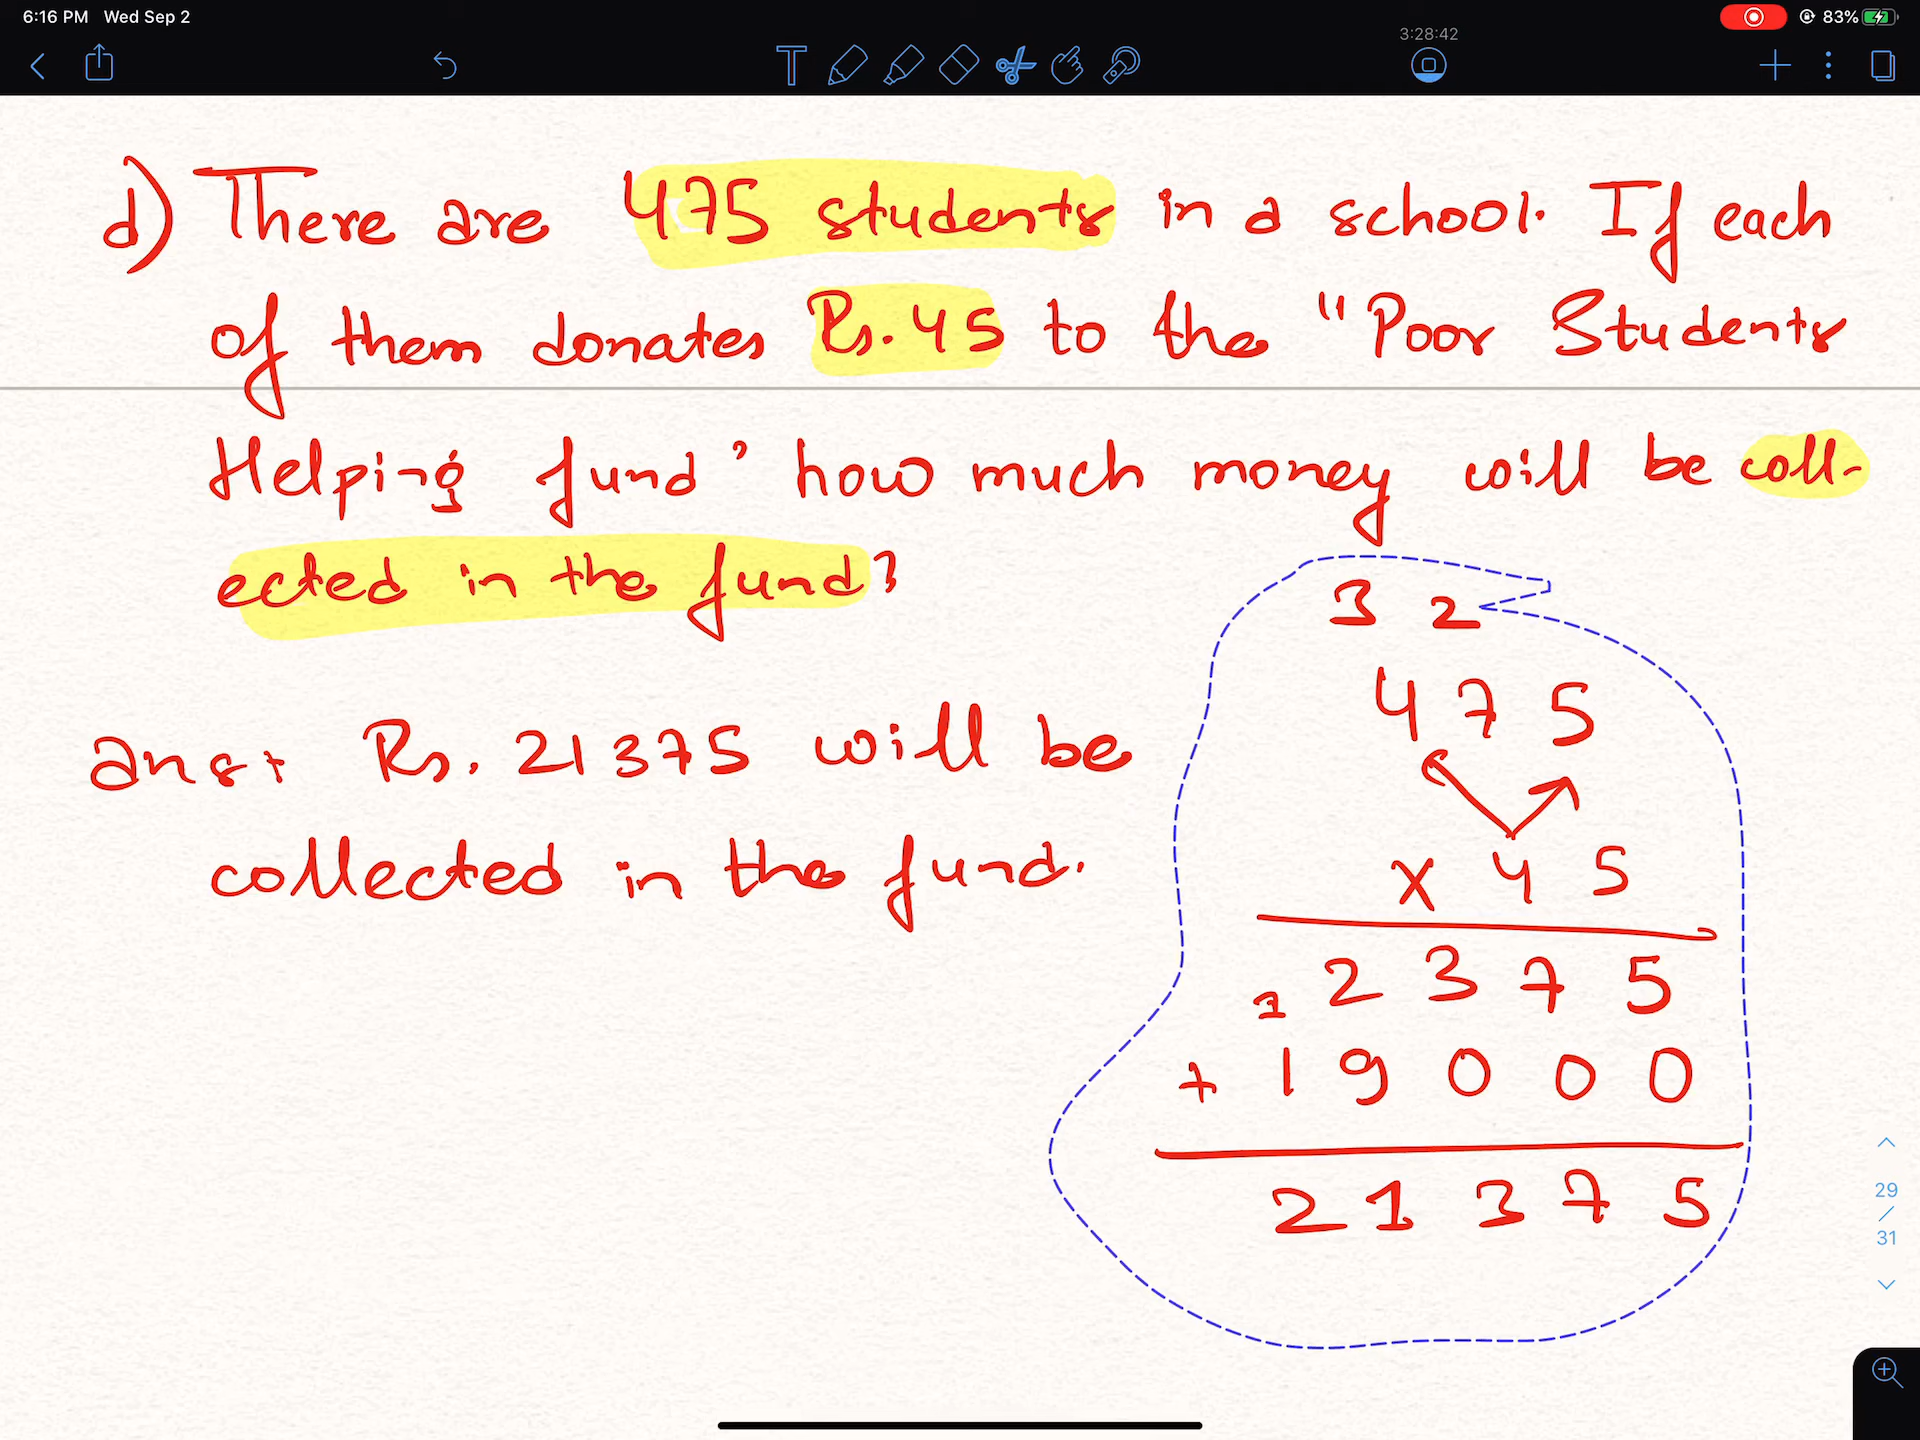 6:16 PM Wed Sep 2
83%
3:28:42
d) There are 475 students in a school. If each
of them donates Rs. 45 to the "Poor Students
Helping fund' how much money will be coll-
ected in the fund?
ans: Rs. 21375 will be
collected in the fund.
3 2
4 7 5
x 4 5
2 3 7 5
1
+ 1 9 0 0 0
2 1 3 7 5
29
/
31